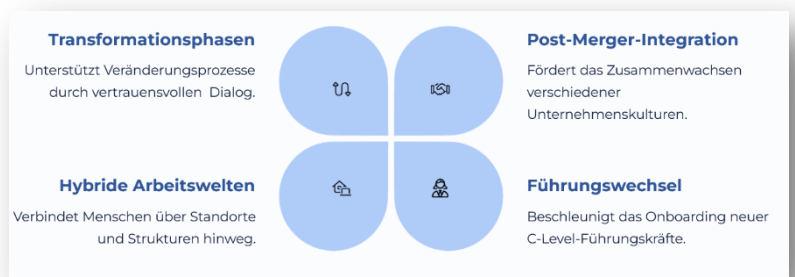 Transformationsphasen
Unterstützt Veränderungsprozesse
durch vertrauensvollen Dialog.
Post-Merger-Integration
Fördert das Zusammenwachsen
verschiedener
Unternehmenskulturen.
Hybride Arbeitswelten
Verbindet Menschen über Standorte
und Strukturen hinweg.
Führungswechsel
Beschleunigt das Onboarding neuer
C-Level-Führungskräfte.